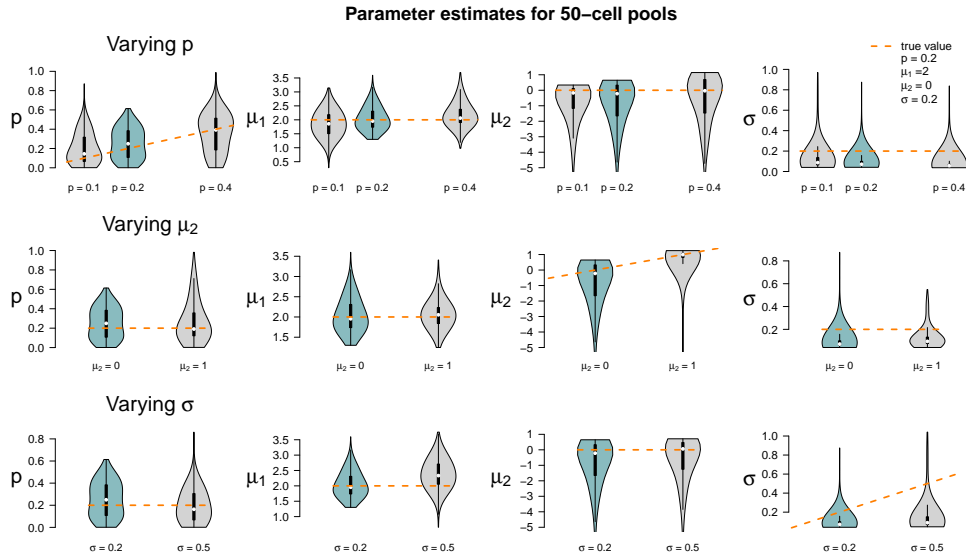 Parameter estimates for 50−cell pools
Varying p
true value
p = 0.2
μ1 =2
μ2 = 0
σ = 0.2
p
1.0
0.8
0.6
0.4
0.2
0.0
p = 0.1 p = 0.2 p = 0.4
μ1
3.5
3.0
2.5
2.0
1.5
1.0
0.5
p = 0.1 p = 0.2 p = 0.4
μ2
1
0
−1
−2
−3
−4
−5
p = 0.1 p = 0.2 p = 0.4
σ
1.0
0.8
0.6
0.4
0.2
0.0
p = 0.1 p = 0.2 p = 0.4
Varying μ2
p
1.0
0.8
0.6
0.4
0.2
0.0
μ2 = 0 μ2 = 1
μ1
3.5
3.0
2.5
2.0
1.5
μ2 = 0 μ2 = 1
μ2
1
0
−1
−2
−3
−4
−5
μ2 = 0 μ2 = 1
σ
0.8
0.6
0.4
0.2
μ2 = 0 μ2 = 1
Varying σ
p
0.8
0.6
0.4
0.2
0.0
σ = 0.2 σ = 0.5
μ1
3.5
3.0
2.5
2.0
1.5
1.0
σ = 0.2 σ = 0.5
μ2
1
0
−1
−2
−3
−4
−5
σ = 0.2 σ = 0.5
σ
1.0
0.8
0.6
0.4
0.2
σ = 0.2 σ = 0.5